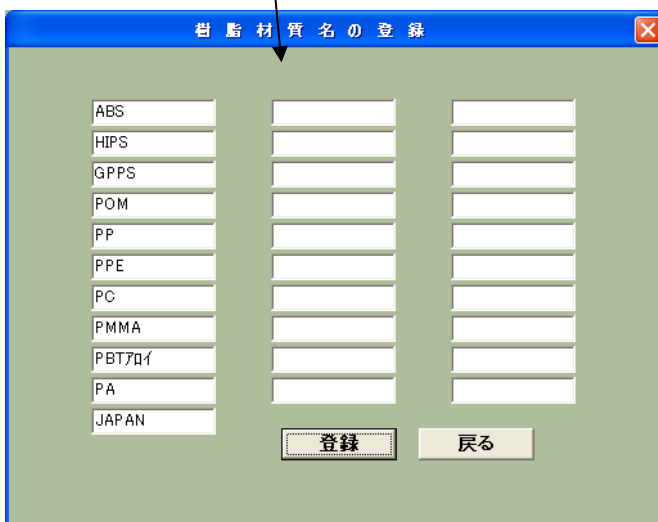 樹 脂 材 質 名 の 登 録
ABS
HIPS
GPPS
POM
PP
PPE
PC
PMMA
PBTｱﾛｲ
PA
JAPAN
登録
戻る